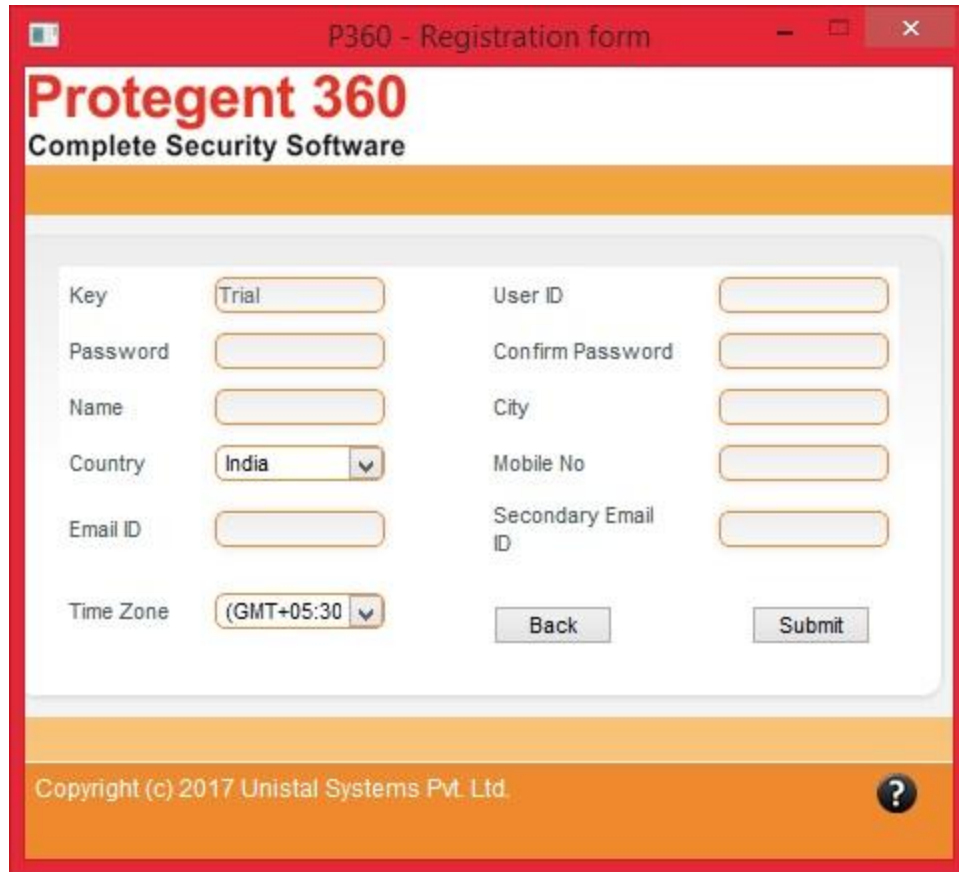 P360 - Registration form
Protegent 360
Complete Security Software
Key Trial User ID
Password Confirm Password
Name City
Country India Mobile No
Email ID Secondary Email
ID
Time Zone (GMT+05:30 Back Submit
Copyright (c) 2017 Unistal Systems Pvt. Ltd. ?